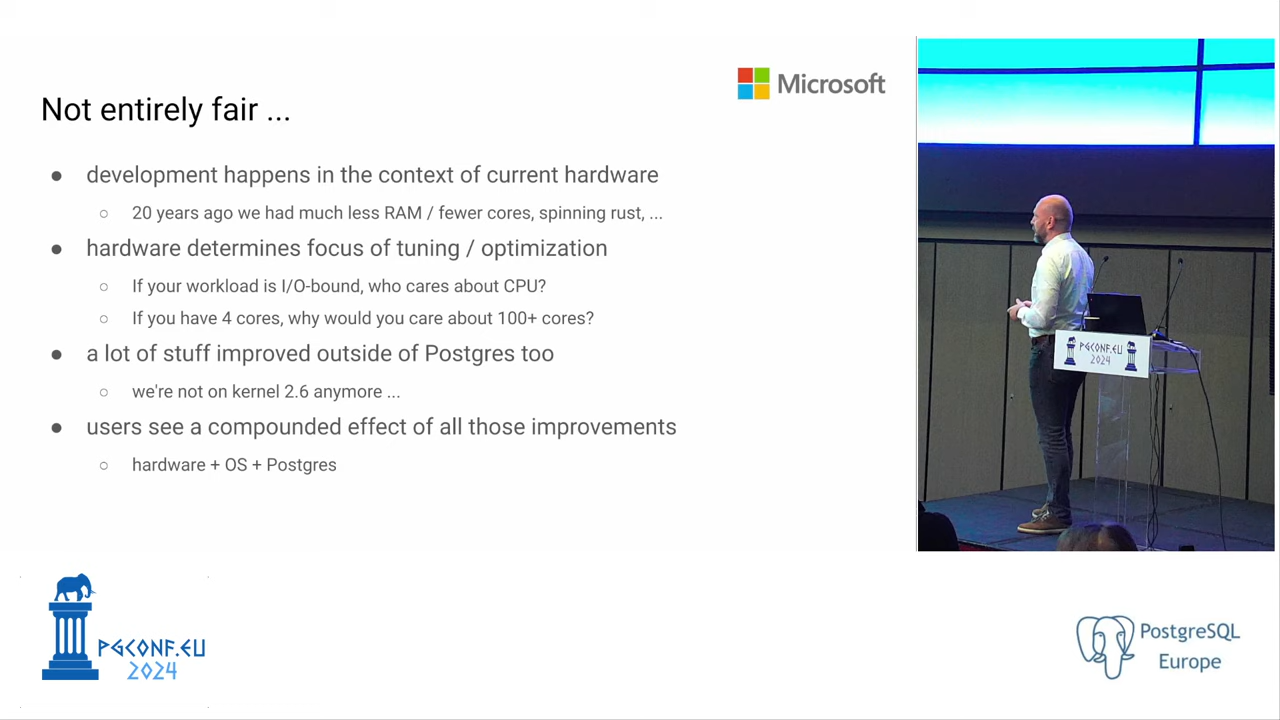 Microsoft
Not entirely fair ...
● development happens in the context of current hardware
○ 20 years ago we had much less RAM / fewer cores, spinning rust, ...
● hardware determines focus of tuning / optimization
○ If your workload is I/O-bound, who cares about CPU?
○ If you have 4 cores, why would you care about 100+ cores?
● a lot of stuff improved outside of Postgres too
○ we're not on kernel 2.6 anymore ...
● users see a compounded effect of all those improvements
○ hardware + OS + Postgres
PGCONF.EU
2024
PGCONF.EU
2024
PostgreSQL
Europe